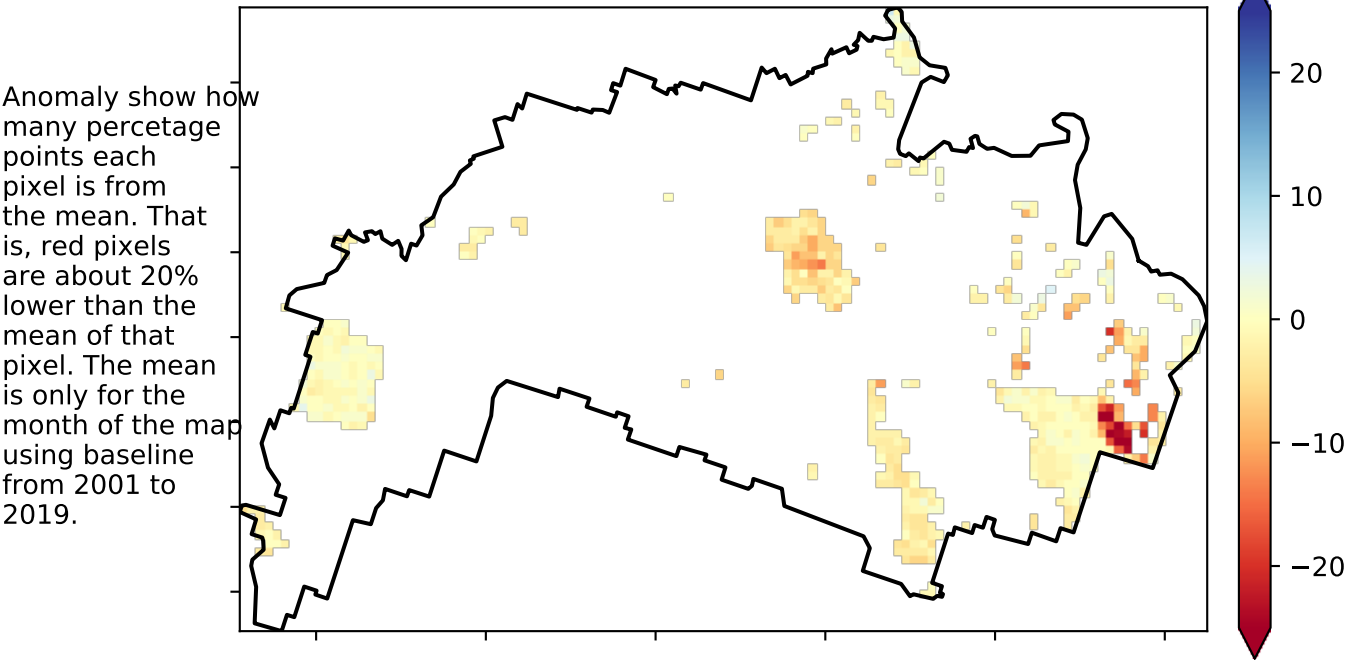 Anomaly show how
many percetage
points each
pixel is from
the mean. That
is, red pixels
are about 20%
lower than the
mean of that
pixel. The mean
is only for the
month of the map
using baseline
from 2001 to
2019.
20
10
0
−10
−20